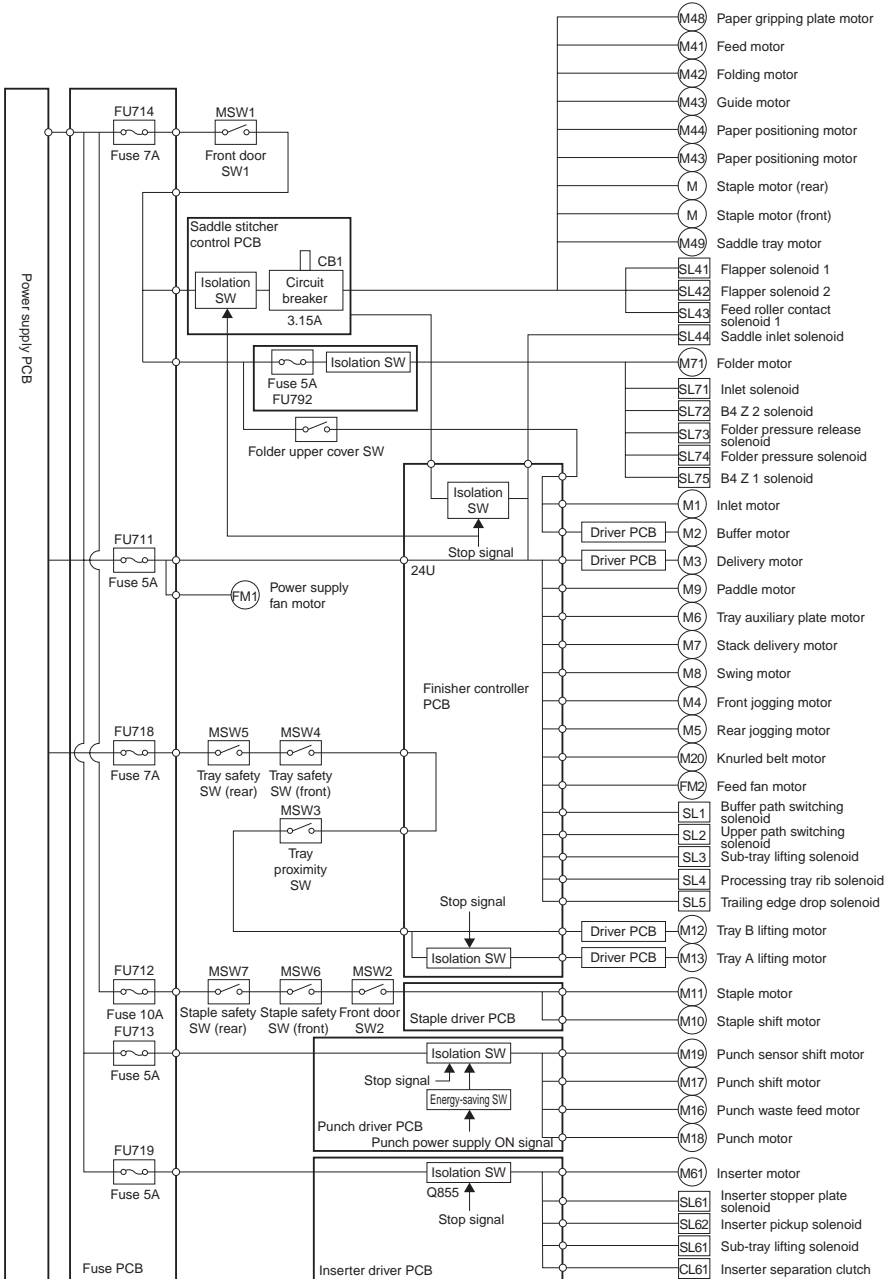 M48 Paper gripping plate motor
M41 Feed motor
M42 Folding motor
M43 Guide motor
M44 Paper positioning motor
M43 Paper positioning motor
M Staple motor (rear)
M Staple motor (front)
M49 Saddle tray motor
SL41 Flapper solenoid 1
SL42 Flapper solenoid 2
SL43 Feed roller contact
solenoid 1
SL44 Saddle inlet solenoid
M71 Folder motor
SL71 Inlet solenoid
SL72 B4 Z 2 solenoid
SL73 Folder pressure release
solenoid
SL74 Folder pressure solenoid
SL75 B4 Z 1 solenoid
M1 Inlet motor
Driver PCB M2 Buffer motor
Driver PCB M3 Delivery motor
M9 Paddle motor
M6 Tray auxiliary plate motor
M7 Stack delivery motor
M8 Swing motor
M4 Front jogging motor
M5 Rear jogging motor
M20 Knurled belt motor
FM2 Feed fan motor
SL1 Buffer path switching
solenoid
SL2 Upper path switching
solenoid
SL3 Sub-tray lifting solenoid
SL4 Processing tray rib solenoid
SL5 Trailing edge drop solenoid
Driver PCB M12 Tray B lifting motor
Driver PCB M13 Tray A lifting motor
M11 Staple motor
M10 Staple shift motor
M19 Punch sensor shift motor
M17 Punch shift motor
M16 Punch waste feed motor
M18 Punch motor
M61 Inserter motor
SL61 Inserter stopper plate
solenoid
SL62 Inserter pickup solenoid
SL61 Sub-tray lifting solenoid
CL61 Inserter separation clutch
Power supply PCB
Fuse PCB
FU714
Fuse 7A
MSW1
Front door
SW1
Saddle stitcher
control PCB
CB1
Isolation
SW
Circuit
breaker
3.15A
Isolation SW
Fuse 5A
FU792
Folder upper cover SW
Isolation
SW
Stop signal
24U
FU711
Fuse 5A
FM1 Power supply
fan motor
Finisher controller
PCB
FU718
Fuse 7A
MSW5
Tray safety
SW (rear)
MSW4
Tray safety
SW (front)
MSW3
Tray
proximity
SW
Stop signal
Isolation SW
FU712
Fuse 10A
MSW7
Staple safety
SW (rear)
MSW6
Staple safety
SW (front)
MSW2
Front door
SW2
Staple driver PCB
FU713
Fuse 5A
Isolation SW
Stop signal
Energy-saving SW
Punch driver PCB
Punch power supply ON signal
FU719
Fuse 5A
Isolation SW
Q855
Stop signal
Inserter driver PCB